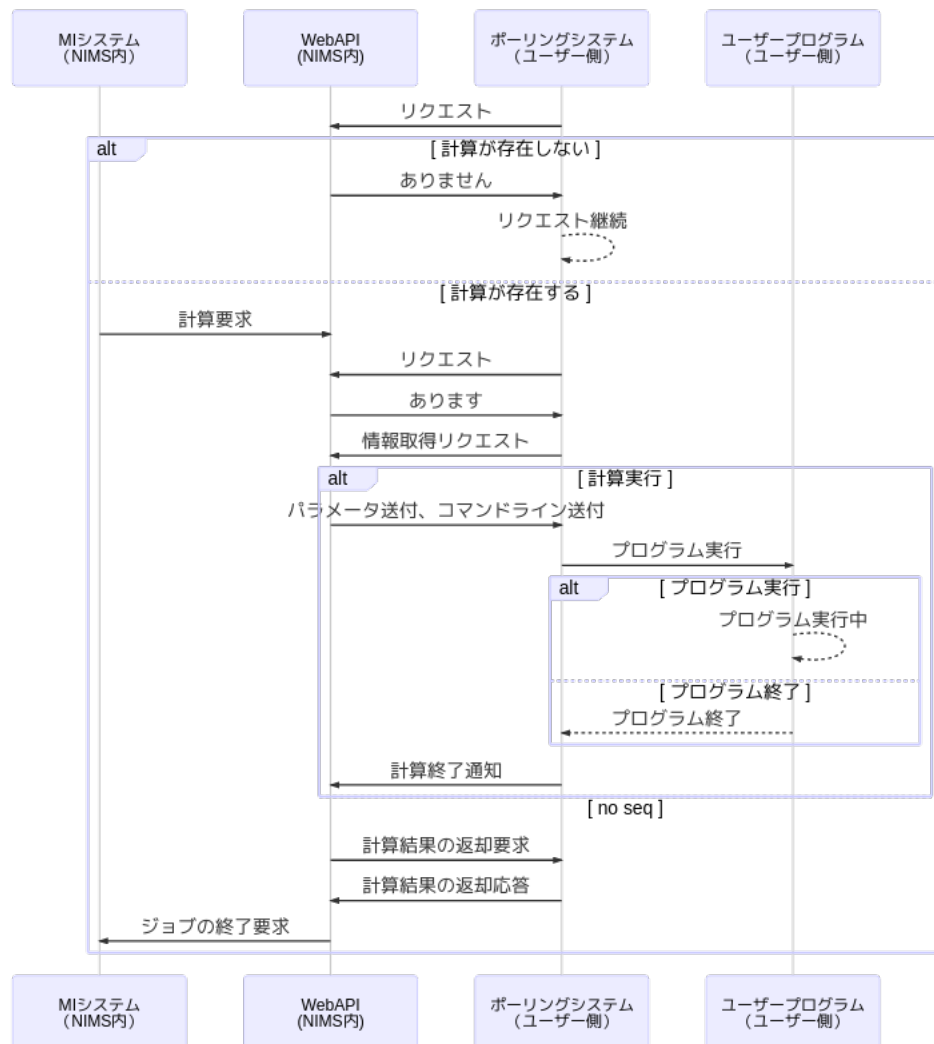 MIシステム
（NIMS内）
WebAPI
(NIMS内)
ポーリングシステム
（ユーザー側）
ユーザープログラム
（ユーザー側）
リクエスト
alt
[ 計算が存在しない ]
ありません
リクエスト継続
[ 計算が存在する ]
計算要求
リクエスト
あります
情報取得リクエスト
alt
[ 計算実行 ]
パラメータ送付、コマンドライン送付
プログラム実行
alt
[ プログラム実行 ]
プログラム実行中
[ プログラム終了 ]
プログラム終了
計算終了通知
[ no seq ]
計算結果の返却要求
計算結果の返却応答
ジョブの終了要求
MIシステム
（NIMS内）
WebAPI
(NIMS内)
ポーリングシステム
（ユーザー側）
ユーザープログラム
（ユーザー側）